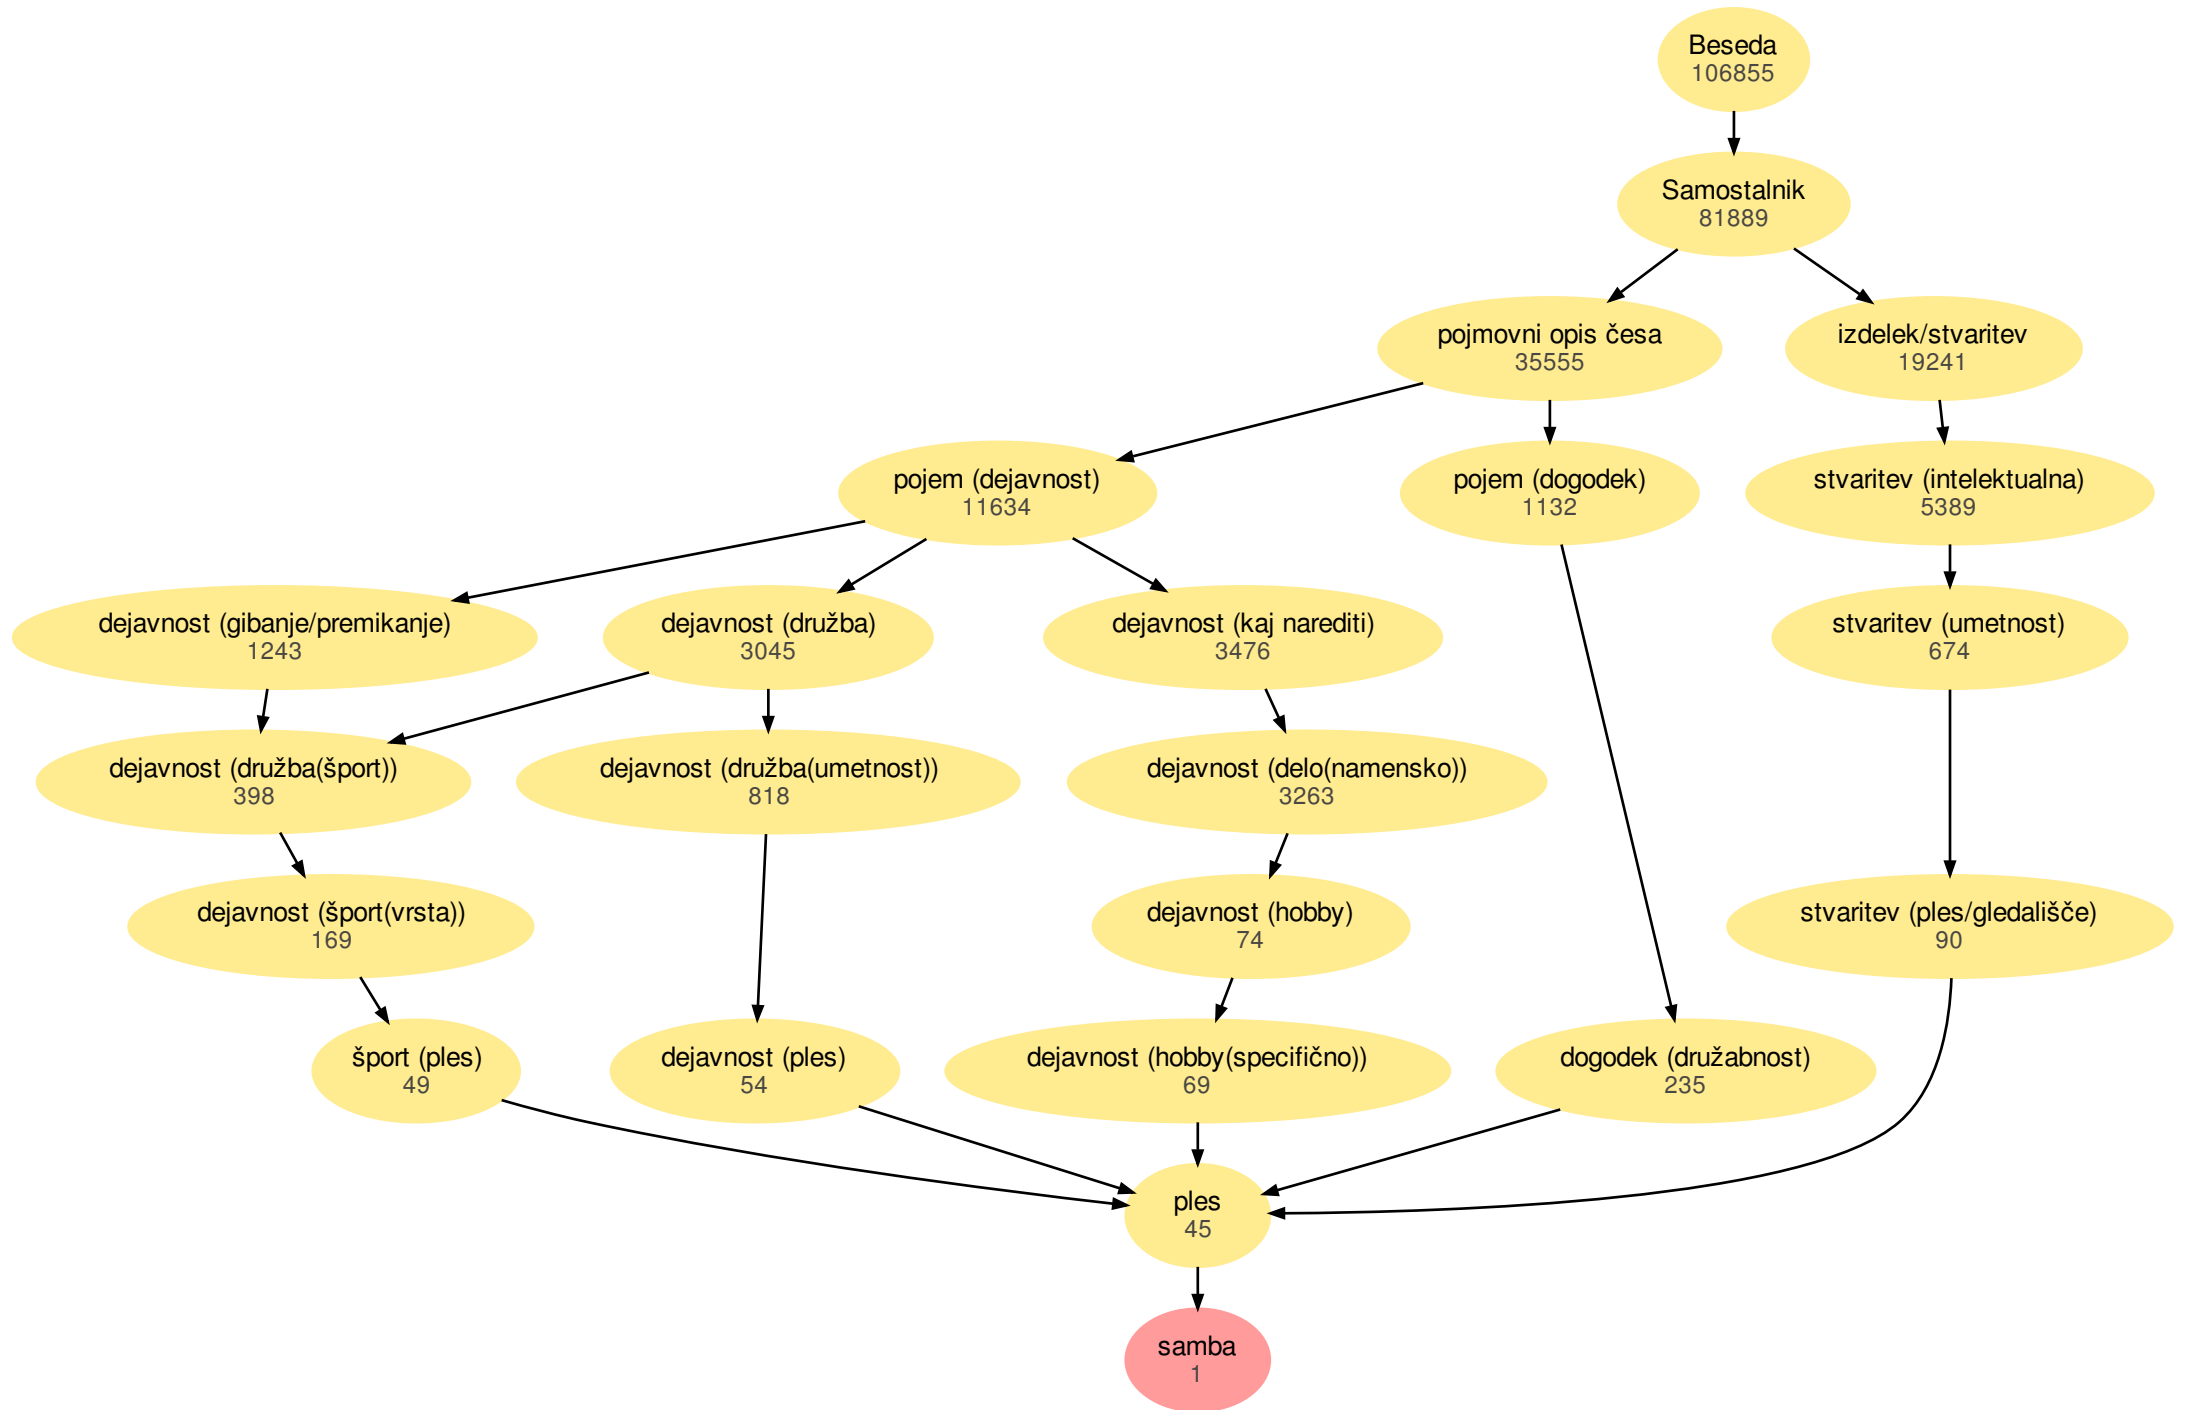 Beseda
106855
Samostalnik
81889
pojmovni opis česa
35555
izdelek/stvaritev
19241
pojem (dejavnost)
11634
pojem (dogodek)
1132
stvaritev (intelektualna)
5389
dejavnost (gibanje/premikanje)
1243
dejavnost (družba)
3045
dejavnost (kaj narediti)
3476
stvaritev (umetnost)
674
dejavnost (družba(šport))
398
dejavnost (družba(umetnost))
818
dejavnost (delo(namensko))
3263
dejavnost (šport(vrsta))
169
dejavnost (hobby)
74
stvaritev (ples/gledališče)
90
šport (ples)
49
dejavnost (ples)
54
dejavnost (hobby(specifično))
69
dogodek (družabnost)
235
ples
45
samba
1